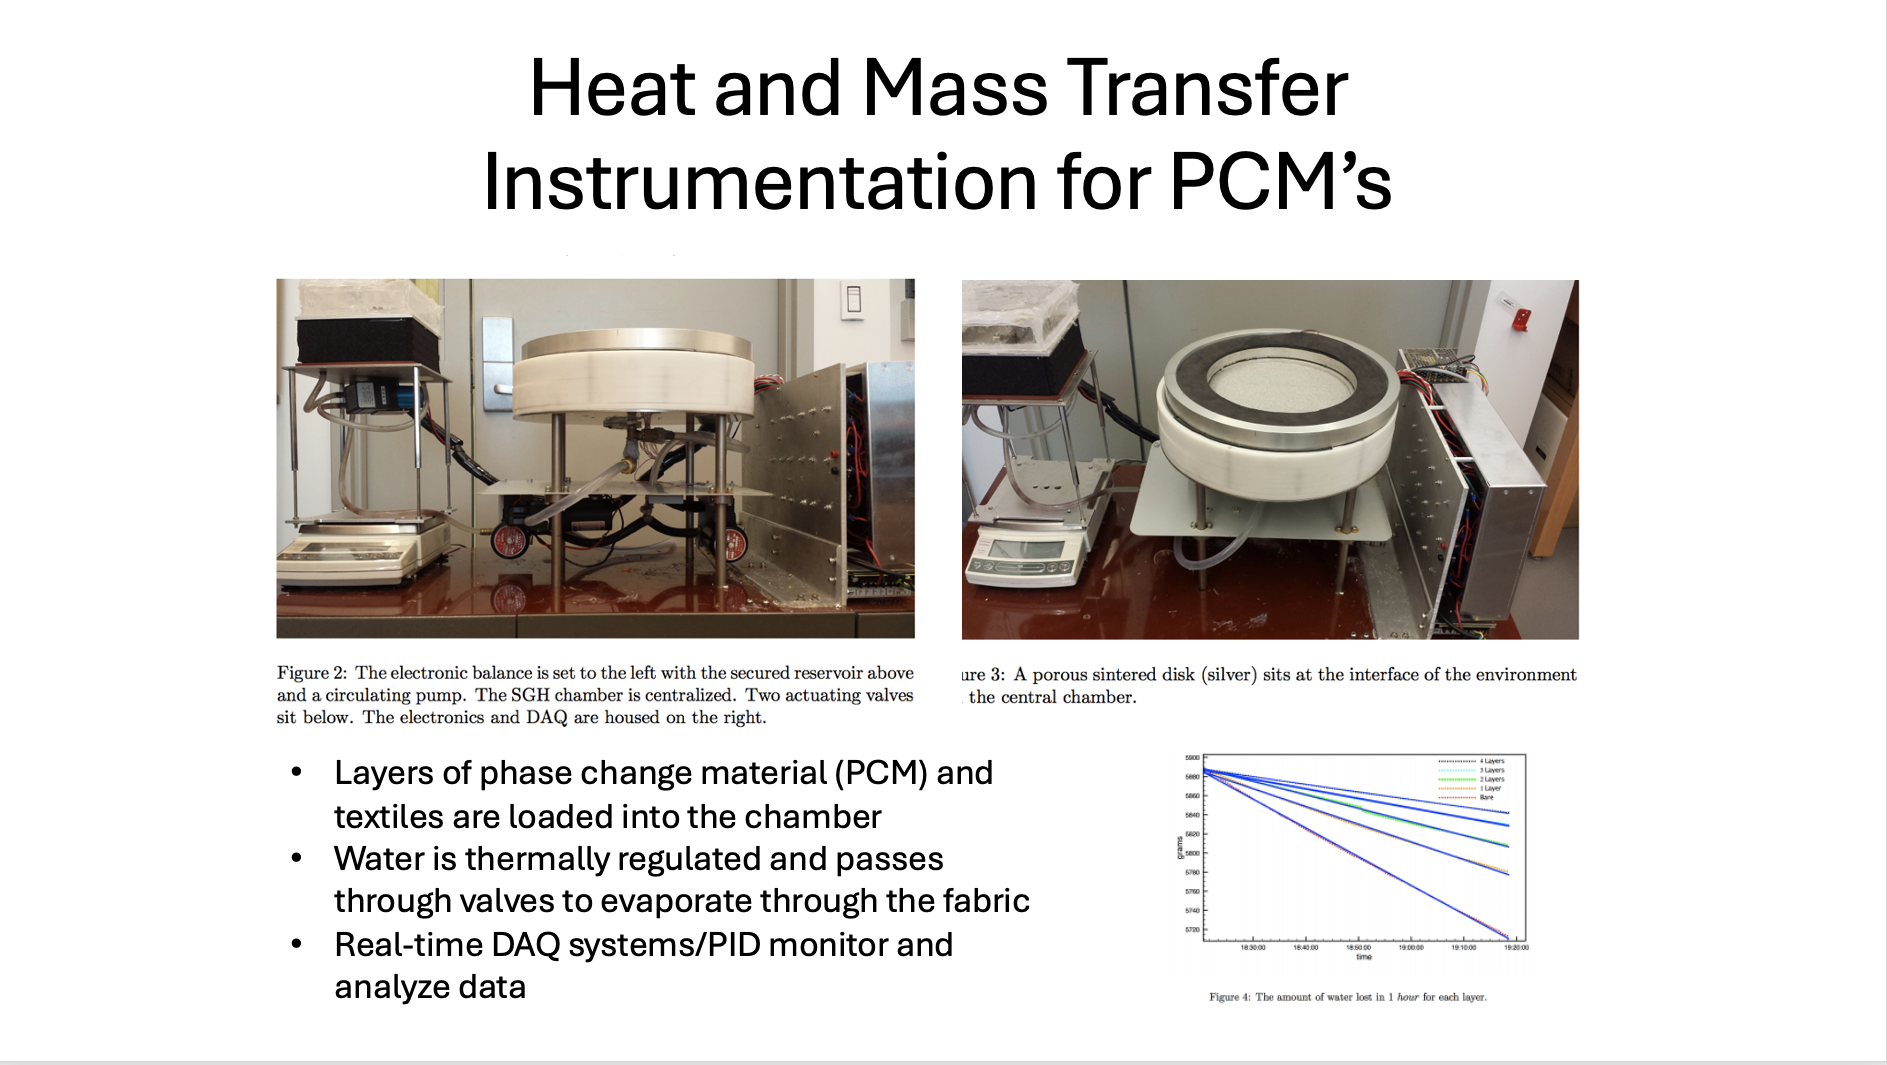 Heat and Mass Transfer
Instrumentation for PCM’s
Figure 2: The electronic balance is set to the left with the secured reservoir above
and a circulating pump. The SGH chamber is centralized. Two actuating valves
sit below. The electronics and DAQ are housed on the right.
ure 3: A porous sintered disk (silver) sits at the interface of the environment
the central chamber.
• Layers of phase change material (PCM) and
textiles are loaded into the chamber
• Water is thermally regulated and passes
through valves to evaporate through the fabric
• Real-time DAQ systems/PID monitor and
analyze data
4 Layers
3 Layers
2 Layers
1 Layer
Bare
grams
5900
5880
5860
5840
5820
5800
5780
5760
5740
5720
18:30:00 18:40:00 18:50:00 19:00:00 19:10:00 19:20:00
time
Figure 4: The amount of water lost in 1 hour for each layer.